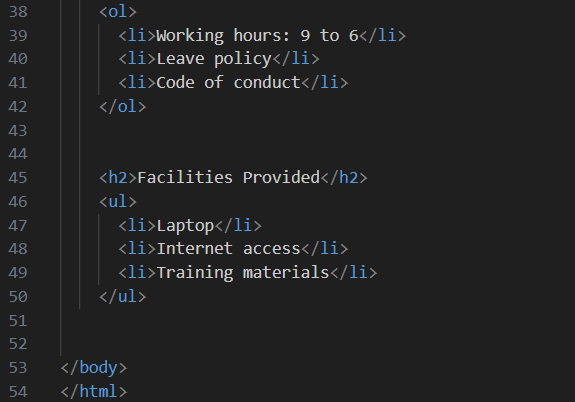 38 <ol>
39 <li>Working hours: 9 to 6</li>
40 <li>Leave policy</li>
41 <li>Code of conduct</li>
42 </ol>
43
44
45 <h2>Facilities Provided</h2>
46 <ul>
47 <li>Laptop</li>
48 <li>Internet access</li>
49 <li>Training materials</li>
50 </ul>
51
52
53 </body>
54 </html>